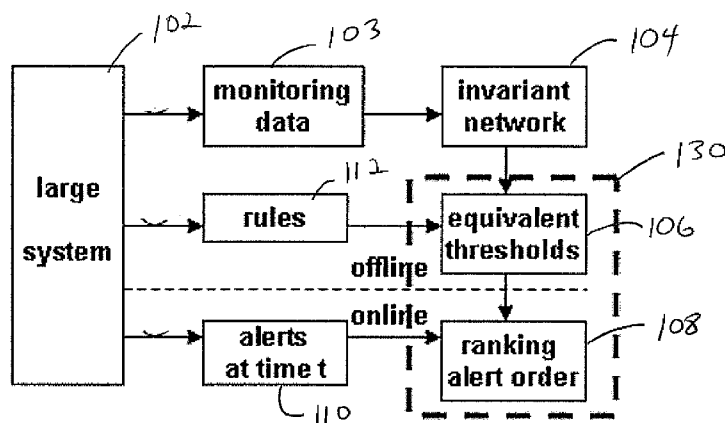 102
103
104
monitoring
data
invariant
network
130
112
large
system
rules
equivalent
thresholds
106
offline
online
alerts
at time t
ranking
alert order
108
110